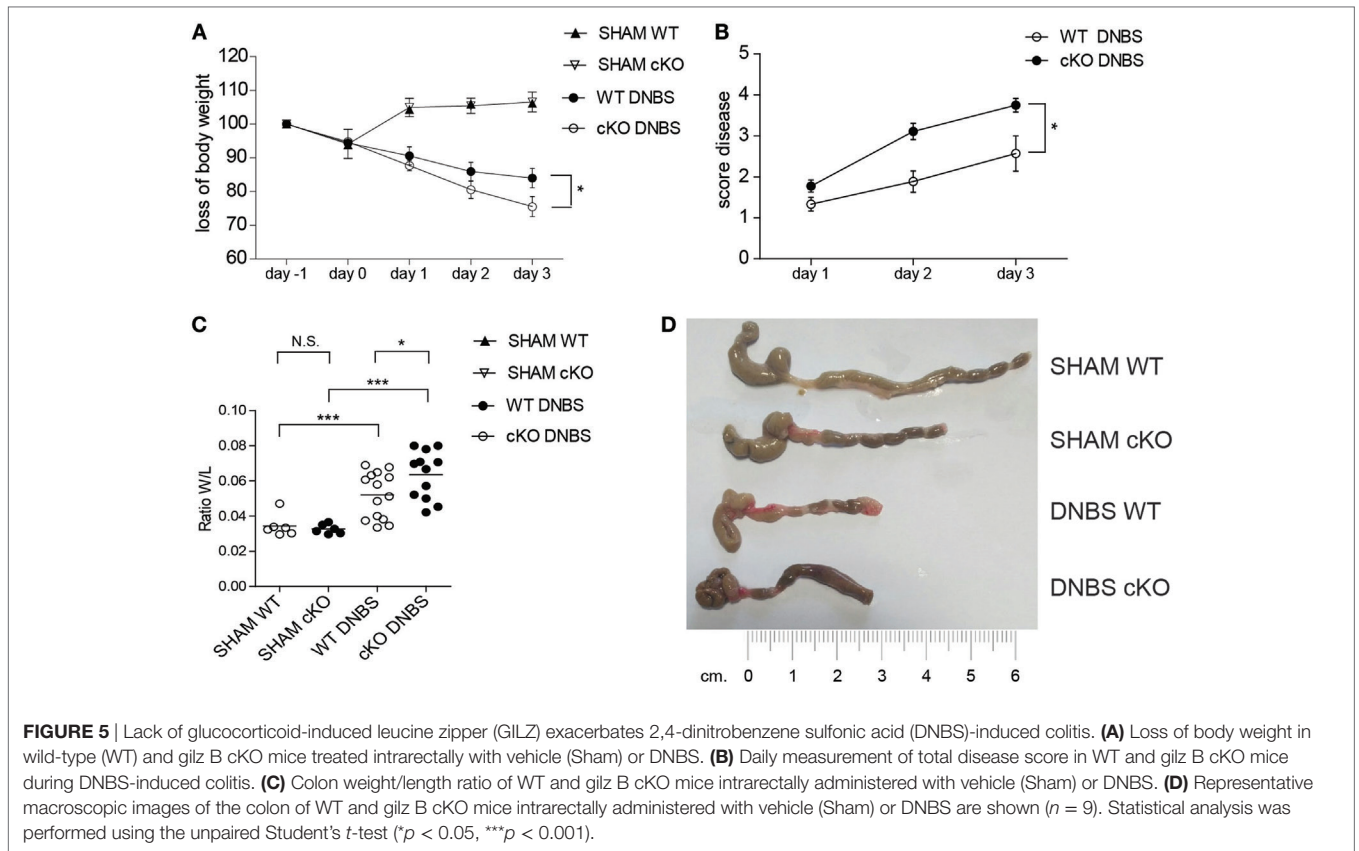 A
SHAM WT
SHAM cKO
WT DNBS
cKO DNBS
120
110
100
90
80
70
60
loss of body weight
*
day -1 day 0 day 1 day 2 day 3
B
WT DNBS
cKO DNBS
5
4
3
2
1
0
score disease
*
day 1 day 2 day 3
C
N.S.
*
***
***
SHAM WT
SHAM cKO
WT DNBS
cKO DNBS
0.10
0.08
0.06
0.04
0.02
0.00
Ratio W/L
SHAM WT
SHAM cKO
WT DNBS
cKO DNBS
D
SHAM WT
SHAM cKO
DNBS WT
DNBS cKO
cm. 0 1 2 3 4 5 6
FIGURE 5 | Lack of glucocorticoid-induced leucine zipper (GILZ) exacerbates 2,4-dinitrobenzene sulfonic acid (DNBS)-induced colitis. (A) Loss of body weight in
wild-type (WT) and gilz B cKO mice treated intrarectally with vehicle (Sham) or DNBS. (B) Daily measurement of total disease score in WT and gilz B cKO mice
during DNBS-induced colitis. (C) Colon weight/length ratio of WT and gilz B cKO mice intrarectally administered with vehicle (Sham) or DNBS. (D) Representative
macroscopic images of the colon of WT and gilz B cKO mice intrarectally administered with vehicle (Sham) or DNBS are shown (n = 9). Statistical analysis was
performed using the unpaired Student's t-test (*p < 0.05, ***p < 0.001).